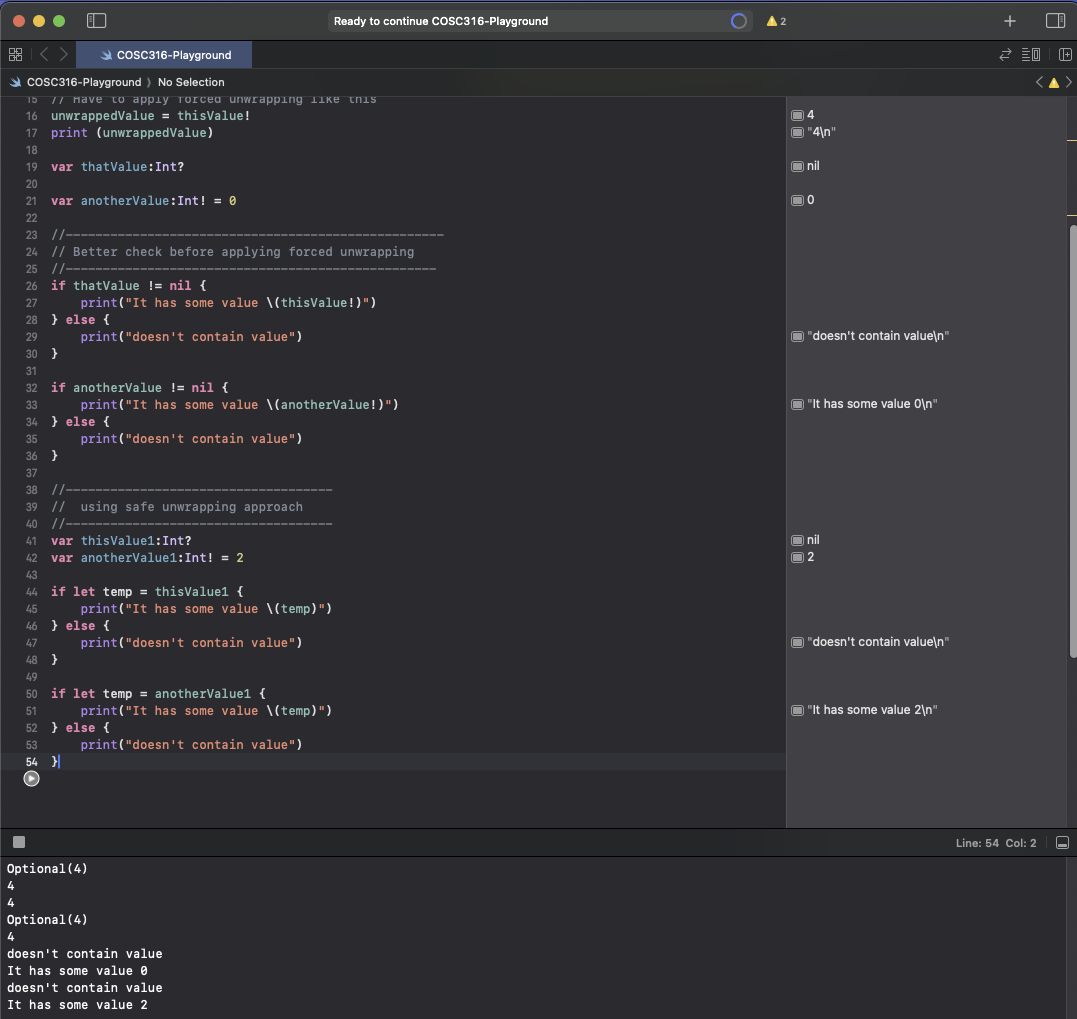 Ready to continue COSC316-Playground
2
COSC316-Playground
COSC316-Playground
No Selection
15 // Have to apply forced unwrapping like this
16 unwrappedValue = thisValue!
4
17 print (unwrappedValue)
"4\n"
18
19 var thatValue:Int?
nil
20
21 var anotherValue:Int! = 0
0
22
23 //---------------------------------------------------
24 // Better check before applying forced unwrapping
25 //--------------------------------------------------
26 if thatValue != nil {
27     print("It has some value \(thisValue!)")
28 } else {
29     print("doesn't contain value")
"doesn't contain value\n"
30 }
31
32 if anotherValue != nil {
33     print("It has some value \(anotherValue!)")
"It has some value 0\n"
34 } else {
35     print("doesn't contain value")
36 }
37
38 //------------------------------------
39 //  using safe unwrapping approach
40 //------------------------------------
41 var thisValue1:Int?
nil
42 var anotherValue1:Int! = 2
2
43
44 if let temp = thisValue1 {
45     print("It has some value \(temp)")
46 } else {
47     print("doesn't contain value")
"doesn't contain value\n"
48 }
49
50 if let temp = anotherValue1 {
51     print("It has some value \(temp)")
"It has some value 2\n"
52 } else {
53     print("doesn't contain value")
54 }
Line: 54 Col: 2
Optional(4)
4
4
Optional(4)
4
doesn't contain value
It has some value 0
doesn't contain value
It has some value 2